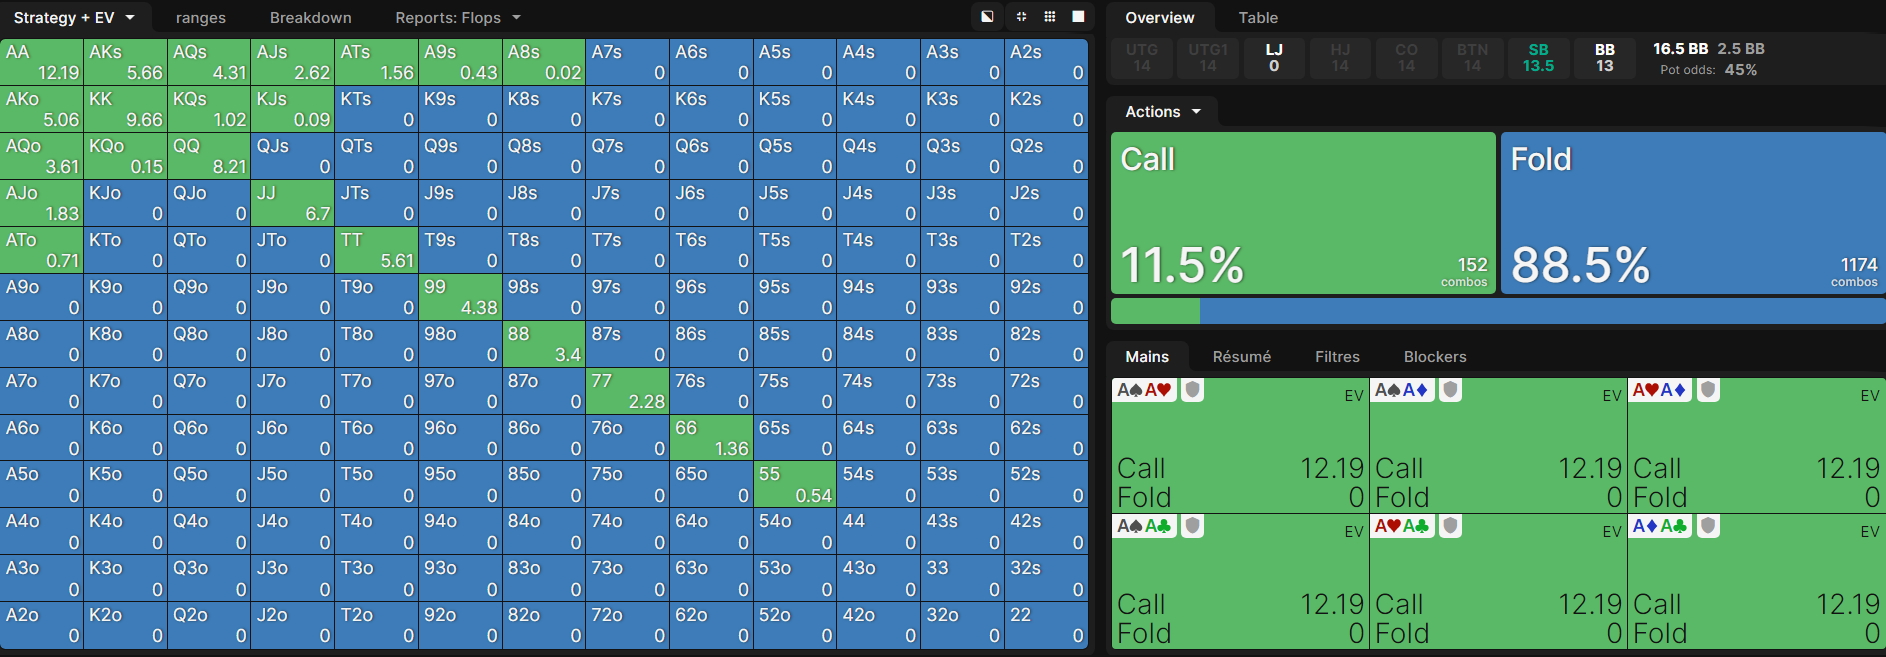 Strategy + EV ranges Breakdown Reports: Flops
AA AKs AQs AJs ATs A9s A8s A7s A6s A5s A4s A3s A2s
12.19 5.66 4.31 2.62 1.56 0.43 0.02 0 0 0 0 0 0
AKo KK KQs KJs KTs K9s K8s K7s K6s K5s K4s K3s K2s
5.06 9.66 1.02 0.09 0 0 0 0 0 0 0 0 0
AQo KQo QQ QJs QTs Q9s Q8s Q7s Q6s Q5s Q4s Q3s Q2s
3.61 0.15 8.21 0 0 0 0 0 0 0 0 0 0
AJo KJo QJo JJ JTs J9s J8s J7s J6s J5s J4s J3s J2s
1.83 0 0 6.7 0 0 0 0 0 0 0 0 0
ATo KTo QTo JTo TT T9s T8s T7s T6s T5s T4s T3s T2s
0.71 0 0 0 5.61 0 0 0 0 0 0 0 0
A9o K9o Q9o J9o T9o 99 98s 97s 96s 95s 94s 93s 92s
0 0 0 0 0 4.38 0 0 0 0 0 0 0
A8o K8o Q8o J8o T8o 98o 88 87s 86s 85s 84s 83s 82s
0 0 0 0 0 0 3.4 0 0 0 0 0 0
A7o K7o Q7o J7o T7o 97o 87o 77 76s 75s 74s 73s 72s
0 0 0 0 0 0 0 2.28 0 0 0 0 0
A6o K6o Q6o J6o T6o 96o 86o 76o 66 65s 64s 63s 62s
0 0 0 0 0 0 0 0 1.36 0 0 0 0
A5o K5o Q5o J5o T5o 95o 85o 75o 65o 55 54s 53s 52s
0 0 0 0 0 0 0 0 0 0.54 0 0 0
A4o K4o Q4o J4o T4o 94o 84o 74o 64o 54o 44 43s 42s
0 0 0 0 0 0 0 0 0 0 0 0 0
A3o K3o Q3o J3o T3o 93o 83o 73o 63o 53o 43o 33 32s
0 0 0 0 0 0 0 0 0 0 0 0 0
A2o K2o Q2o J2o T2o 92o 82o 72o 62o 52o 42o 32o 22
0 0 0 0 0 0 0 0 0 0 0 0 0
Overview Table
UTG UTG1 LJ HJ CO BTN SB BB 16.5 BB 2.5 BB
14 14 0 14 14 14 13.5 13 Pot odds: 45%
Actions
Call Fold
11.5% 152 combos 88.5% 1174 combos
Mains Résumé Filtres Blockers
A♠A♥ EV A♠A♦ EV A♥A♦ EV
Call 12.19 Call 12.19 Call 12.19
Fold 0 Fold 0 Fold 0
A♠A♣ EV A♥A♣ EV A♦A♣ EV
Call 12.19 Call 12.19 Call 12.19
Fold 0 Fold 0 Fold 0